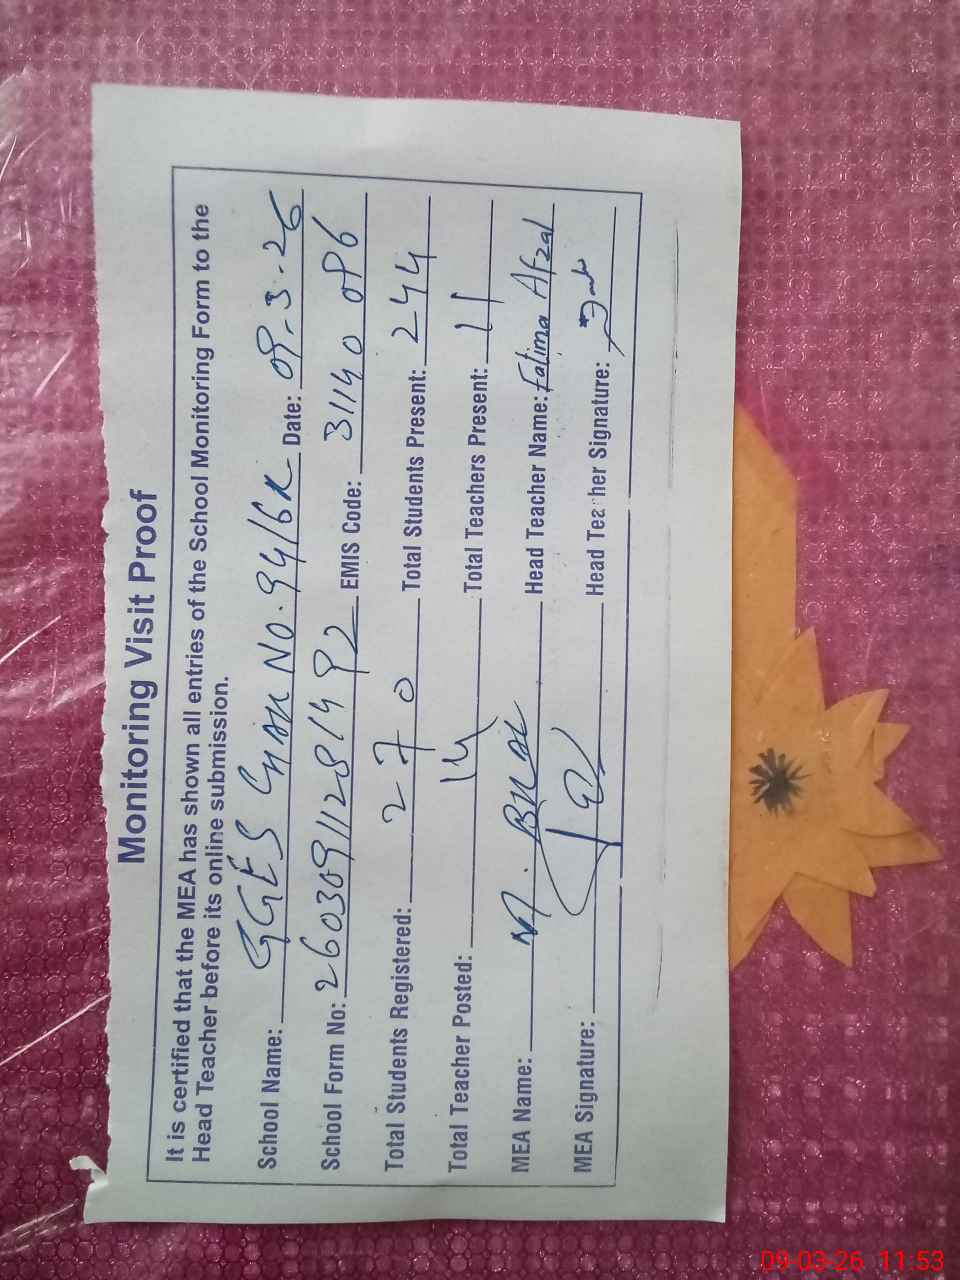 Monitoring Visit Proof
It is certified that the MEA has shown all entries of the School Monitoring Form to the
Head Teacher before its online submission.
School Name: GGES CHAK NO. 94/6R Date: 09-3-26
School Form No: 26030911281492 EMIS Code: 31140086
Total Students Registered: 270 Total Students Present: 244
Total Teacher Posted: 14 Total Teachers Present: 11
MEA Name: M. Head Teacher Name: Fatima Afzal
MEA Signature: Head Teacher Signature:
09-03-26 11:53